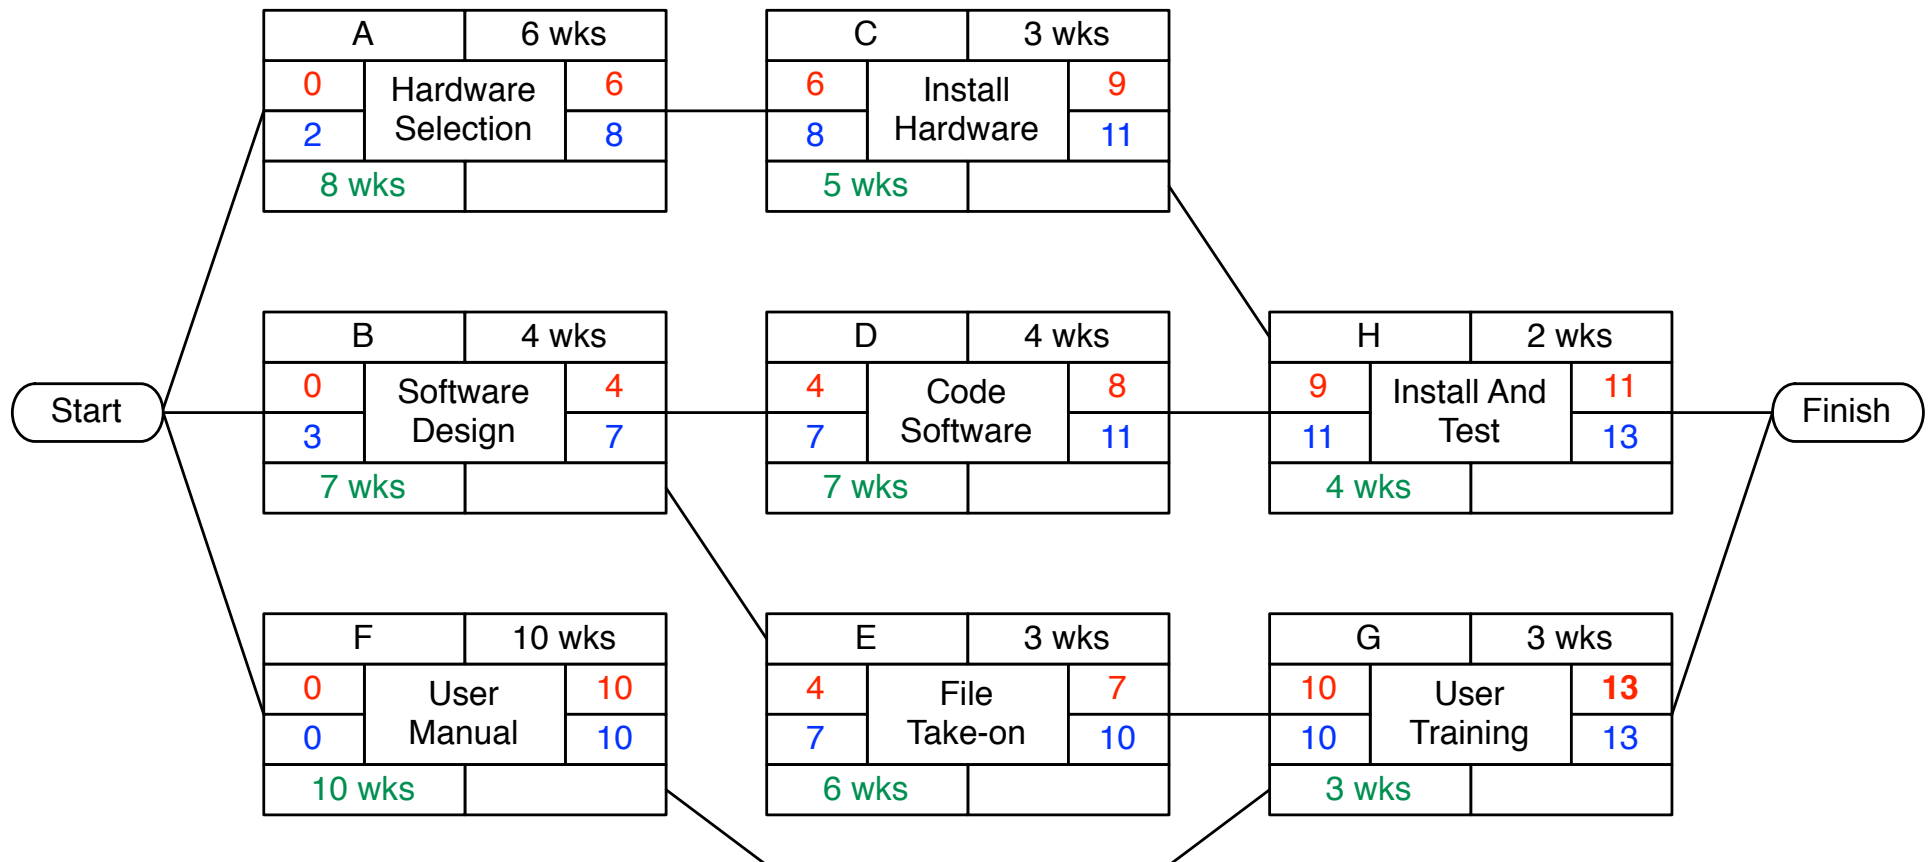 A 6 wks
0 Hardware Selection 6
2 8
8 wks
C 3 wks
6 Install Hardware 9
8 11
5 wks
Start
B 4 wks
0 Software Design 4
3 7
7 wks
D 4 wks
4 Code Software 8
7 11
7 wks
H 2 wks
9 Install And Test 11
11 13
4 wks
Finish
F 10 wks
0 User Manual 10
0 10
10 wks
E 3 wks
4 File Take-on 7
7 10
6 wks
G 3 wks
10 User Training 13
10 13
3 wks